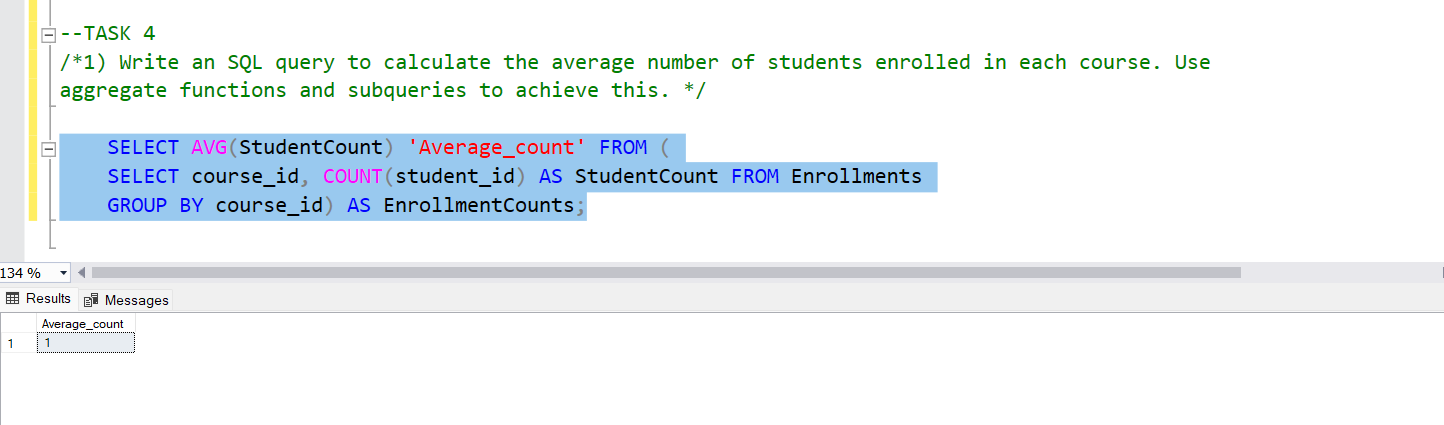 --TASK 4
/*1) Write an SQL query to calculate the average number of students enrolled in each course. Use
aggregate functions and subqueries to achieve this. */
SELECT AVG(StudentCount) 'Average_count' FROM (
SELECT course_id, COUNT(student_id) AS StudentCount FROM Enrollments
GROUP BY course_id) AS EnrollmentCounts;
134 %
Results Messages
Average_count
1 1